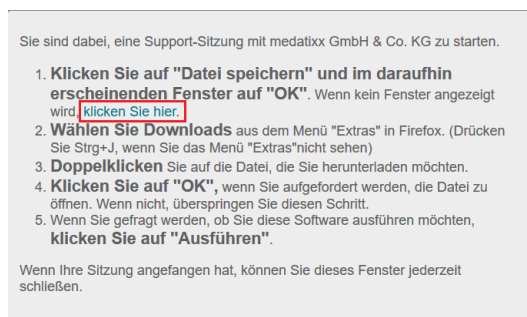 Sie sind dabei, eine Support-Sitzung mit medatixx GmbH & Co. KG zu starten.
1. Klicken Sie auf "Datei speichern" und im daraufhin
erscheinenden Fenster auf "OK". Wenn kein Fenster angezeigt
wird, klicken Sie hier.
2. Wählen Sie Downloads aus dem Menü "Extras" in Firefox. (Drücken
Sie Strg+J, wenn Sie das Menü "Extras"nicht sehen)
3. Doppelklicken Sie auf die Datei, die Sie herunterladen möchten.
4. Klicken Sie auf "OK", wenn Sie aufgefordert werden, die Datei zu
öffnen. Wenn nicht, überspringen Sie diesen Schritt.
5. Wenn Sie gefragt werden, ob Sie diese Software ausführen möchten,
klicken Sie auf "Ausführen".
Wenn Ihre Sitzung angefangen hat, können Sie dieses Fenster jederzeit
schließen.